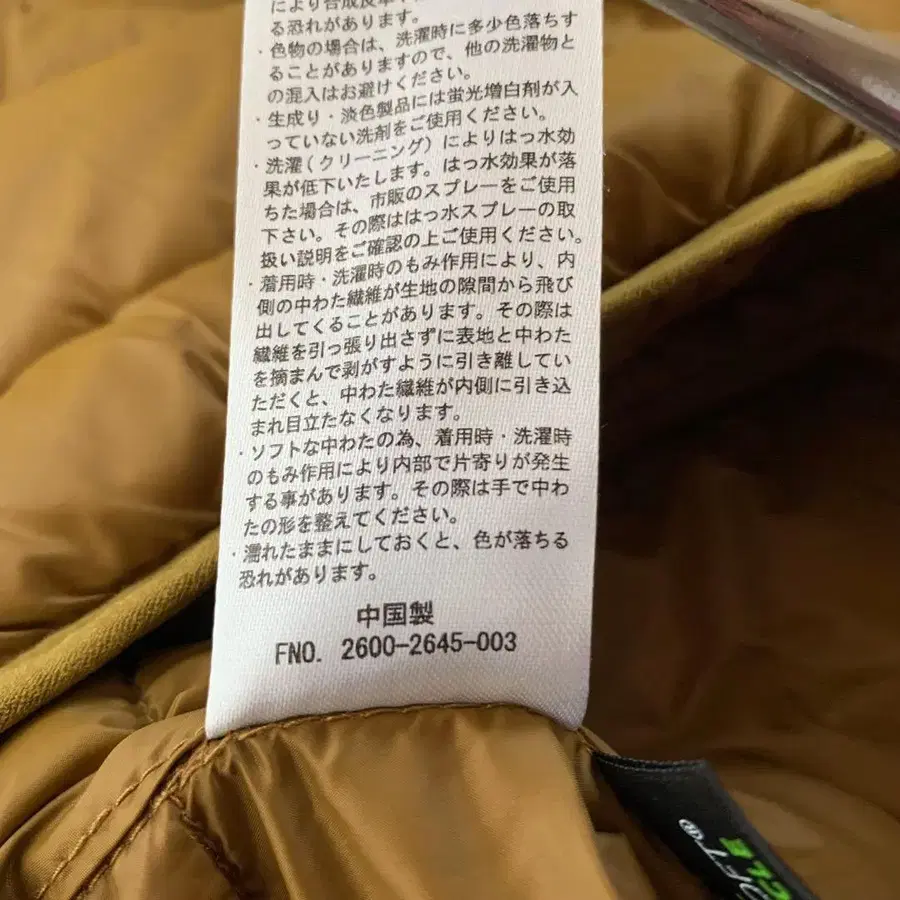 により合成皮革
る恐れがあります。
・色物の場合は、洗濯時に多少色落ちす
ることがありますので、他の洗濯物と
の混入はお避けください。
・生成り・淡色製品には蛍光増白剤が入
っていない洗剤をご使用ください。
・洗濯(クリーニング)によりはっ水効
果が低下いたします。はっ水効果が落
ちた場合は、市販のスプレーをご使用
下さい。その際ははっ水スプレーの取
扱い説明をご確認の上ご使用ください。
・着用時・洗濯時のもみ作用により、内
側の中わた繊維が生地の隙間から飛び
出してくることがあります。その際は
繊維を引っ張り出さずに表地と中わた
を摘まんで剥がすように引き離してい
ただくと、中わた繊維が内側に引き込
まれ目立たなくなります。
・ソフトな中わたの為、着用時・洗濯時
のもみ作用により内部で片寄りが発生
する事があります。その際は手で中わ
たの形を整えてください。
・濡れたままにしておくと、色が落ちる
恐れがあります。
中国製
FNO. 2600-2645-003